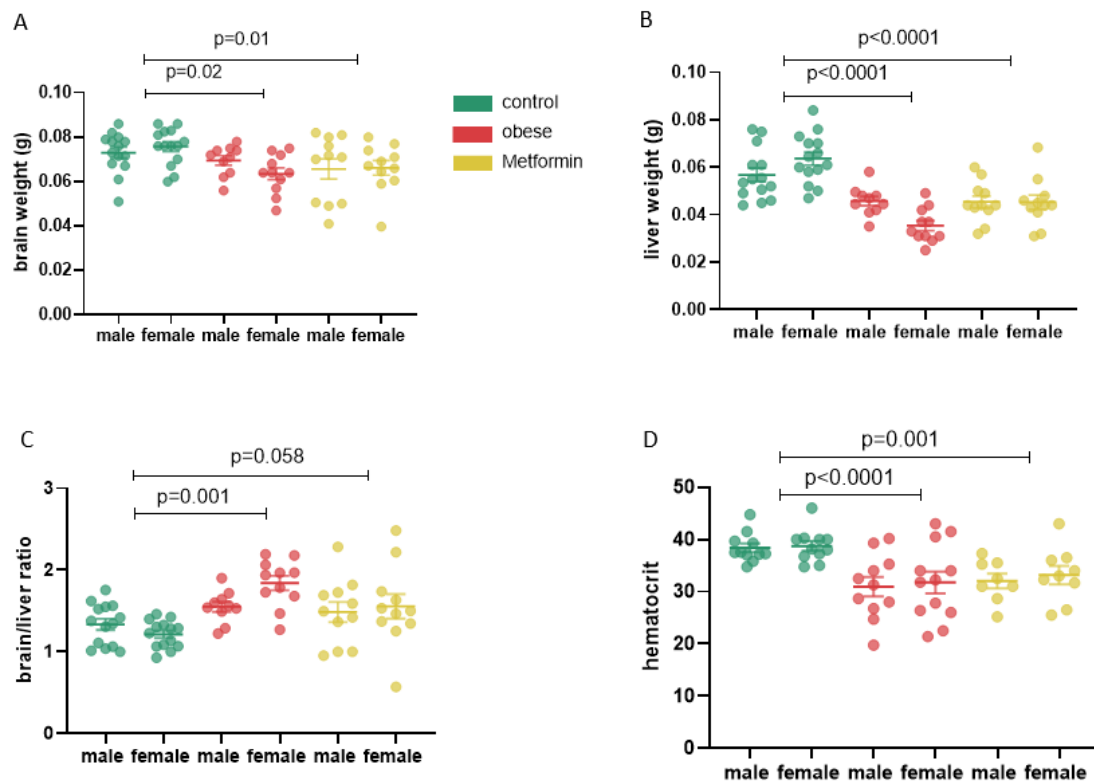 A
p=0.01
p=0.02
brain weight (g)
0.10
0.08
0.06
0.04
0.02
0.00
male female male female male female
control
obese
Metformin
B
p<0.0001
p<0.0001
liver weight (g)
0.10
0.08
0.06
0.04
0.02
0.00
male female male female male female
C
p=0.058
p=0.001
brain/liver ratio
3
2
1
0
male female male female male female
D
p=0.001
p<0.0001
hematocrit
50
40
30
20
10
0
male female male female male female